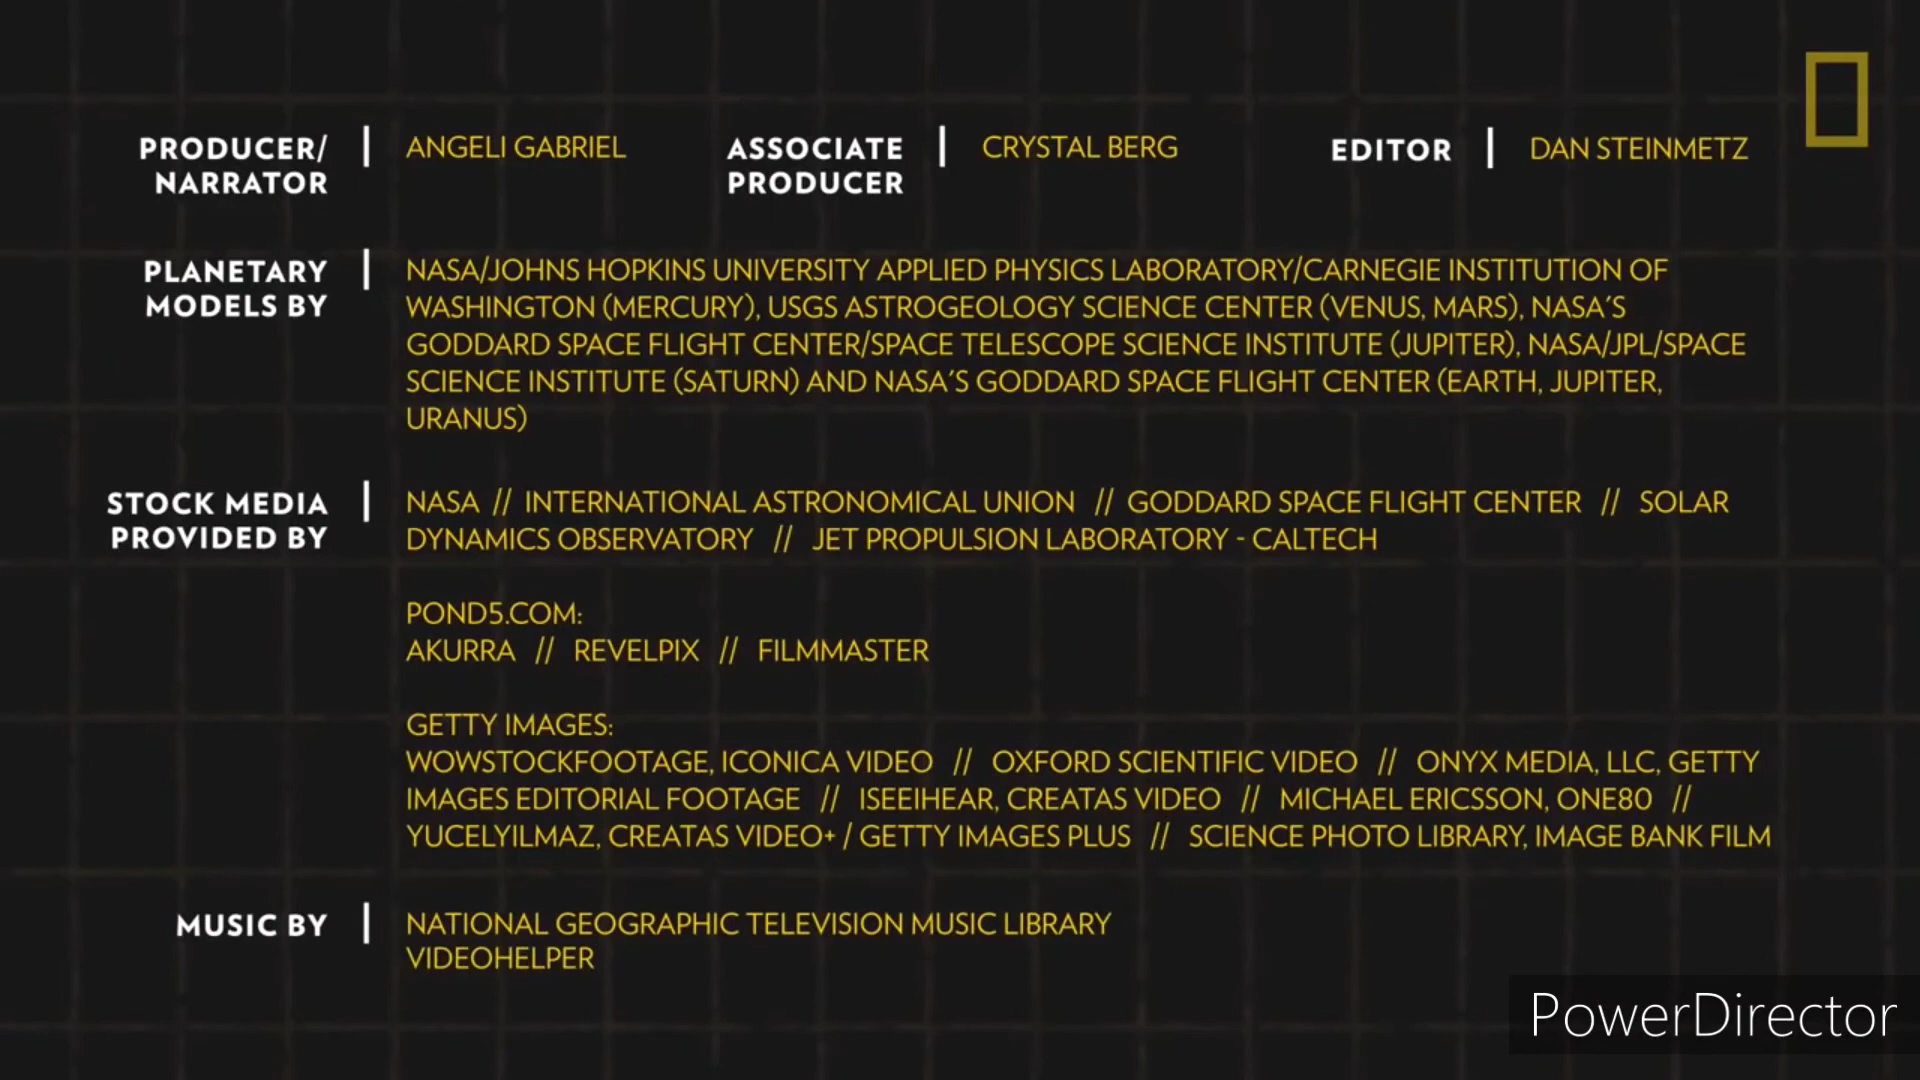 PRODUCER/ | ANGELI GABRIEL
NARRATOR
ASSOCIATE | CRYSTAL BERG
PRODUCER
EDITOR | DAN STEINMETZ
PLANETARY
MODELS BY |
NASA/JOHNS HOPKINS UNIVERSITY APPLIED PHYSICS LABORATORY/CARNEGIE INSTITUTION OF
WASHINGTON (MERCURY), USGS ASTROGEOLOGY SCIENCE CENTER (VENUS, MARS), NASA'S
GODDARD SPACE FLIGHT CENTER/SPACE TELESCOPE SCIENCE INSTITUTE (JUPITER), NASA/JPL/SPACE
SCIENCE INSTITUTE (SATURN) AND NASA'S GODDARD SPACE FLIGHT CENTER (EARTH, JUPITER,
URANUS)
STOCK MEDIA
PROVIDED BY |
NASA // INTERNATIONAL ASTRONOMICAL UNION // GODDARD SPACE FLIGHT CENTER // SOLAR
DYNAMICS OBSERVATORY // JET PROPULSION LABORATORY - CALTECH
POND5.COM:
AKURRA // REVELPIX // FILMMASTER
GETTY IMAGES:
WOWSTOCKFOOTAGE, ICONICA VIDEO // OXFORD SCIENTIFIC VIDEO // ONYX MEDIA, LLC, GETTY
IMAGES EDITORIAL FOOTAGE // ISEEIHEAR, CREATAS VIDEO // MICHAEL ERICSSON, ONE80 //
YUCELYILMAZ, CREATAS VIDEO+ / GETTY IMAGES PLUS // SCIENCE PHOTO LIBRARY, IMAGE BANK FILM
MUSIC BY | NATIONAL GEOGRAPHIC TELEVISION MUSIC LIBRARY
VIDEOHELPER
PowerDirector